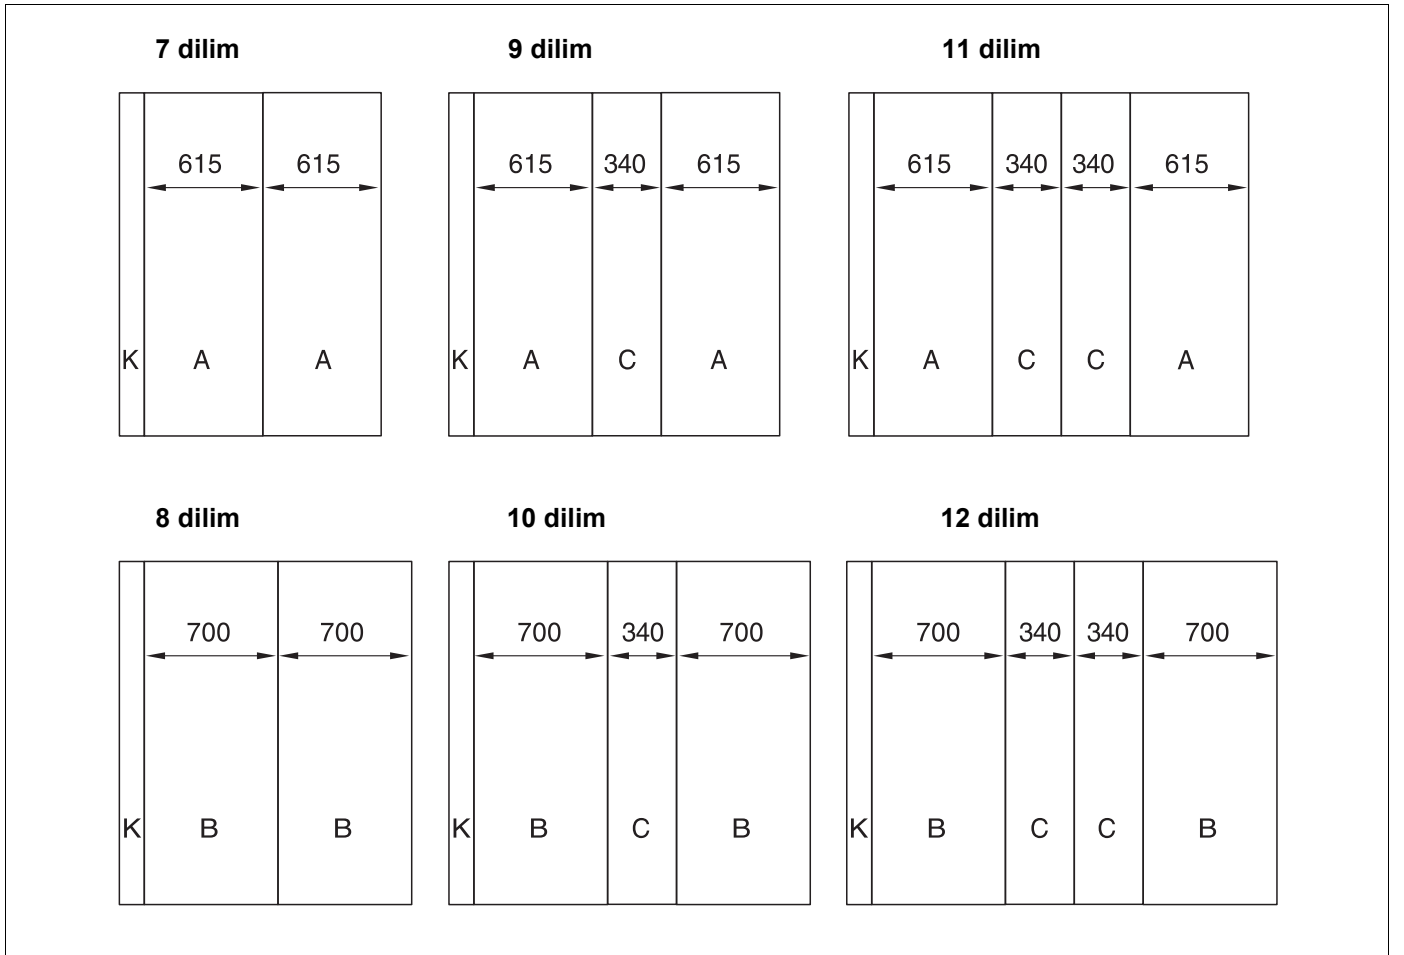 7 dilim 9 dilim 11 dilim
615 615 615 340 615 615 340 340 615
K A A K A C A K A C C A
8 dilim 10 dilim 12 dilim
700 700 700 340 700 700 340 340 700
K B B K B C B K B C C B